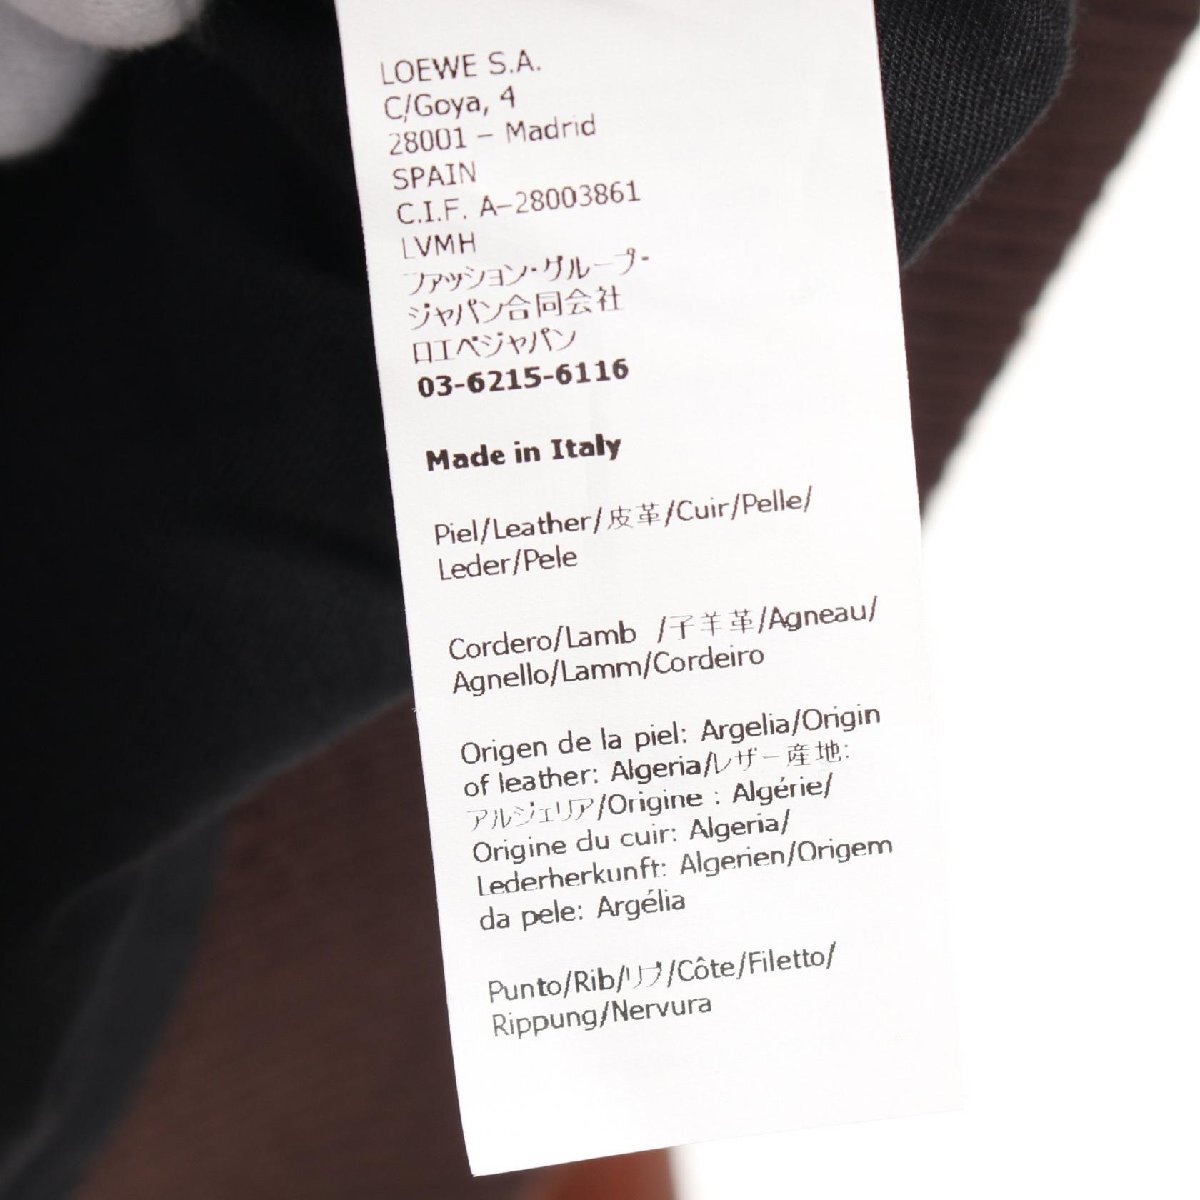 LOEWE S.A.
C/Goya, 4
28001 – Madrid
SPAIN
C.I.F. A-28003861
LVMH
ファッション・グループ・
ジャパン合同会社
ロエベジャパン
03-6215-6116
Made in Italy
Piel/Leather/皮革/Cuir/Pelle/
Leder/Pele
Cordero/Lamb /子羊革/Agneau/
Agnello/Lamm/Cordeiro
Origen de la piel: Argelia/Origin
of leather: Algeria/レザー産地:
アルジェリア/Origine : Algérie/
Origine du cuir: Algeria/
Lederherkunft: Algerien/Origem
da pele: Argélia
Punto/Rib/リブ/Côte/Filetto/
Rippung/Nervura